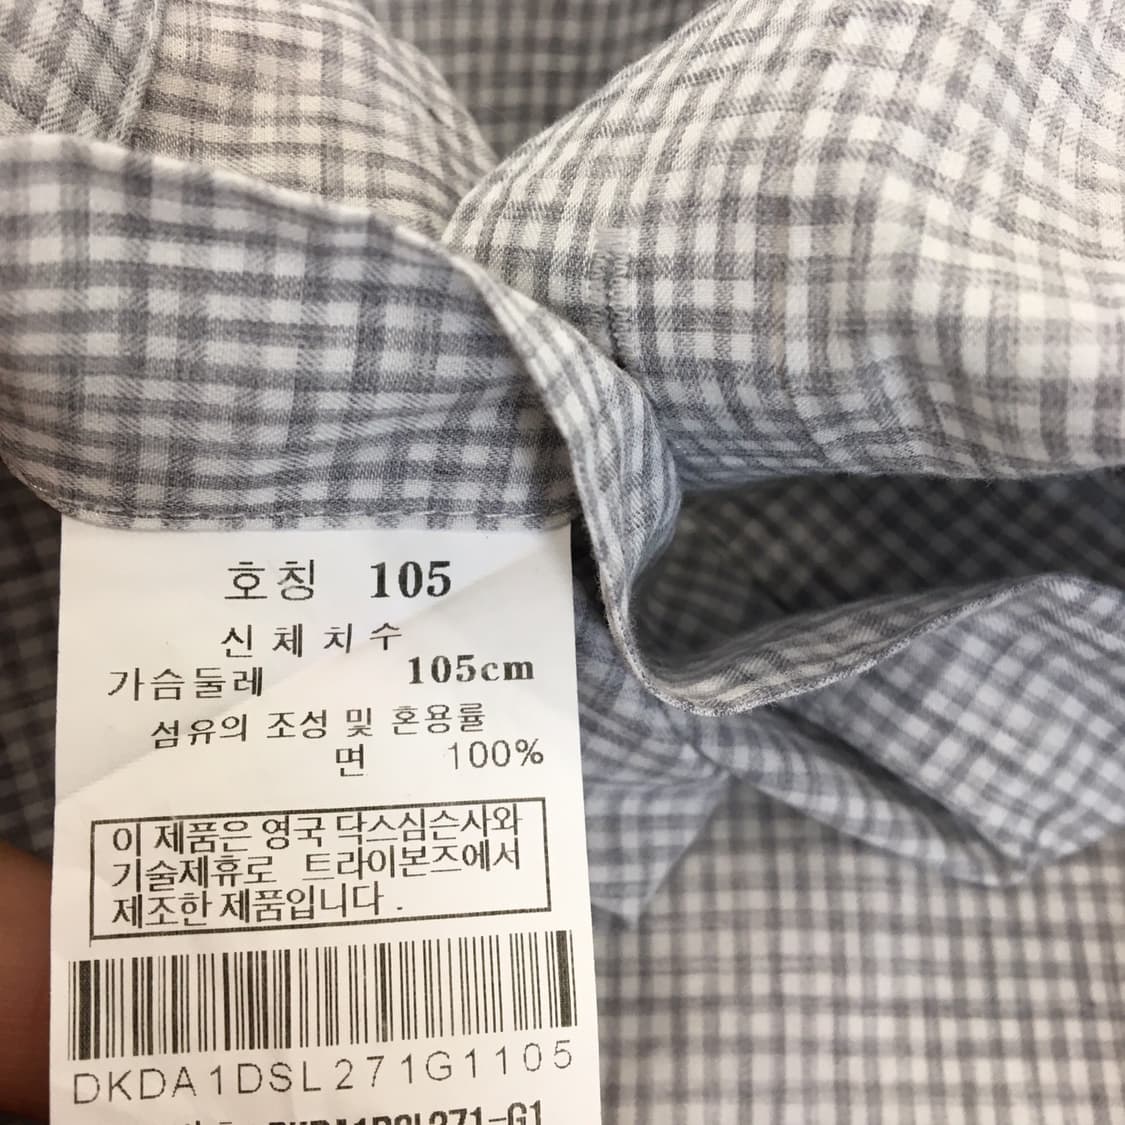 호칭 105
신체치수
가슴둘레 105cm
섬유의 조성 및 혼용률
면 100%
이 제품은 영국 닥스심슨사와
기술제휴로 트라이본즈에서
제조한 제품입니다.
DKDA1DSL271G1105
DKDA1DSL271-G1